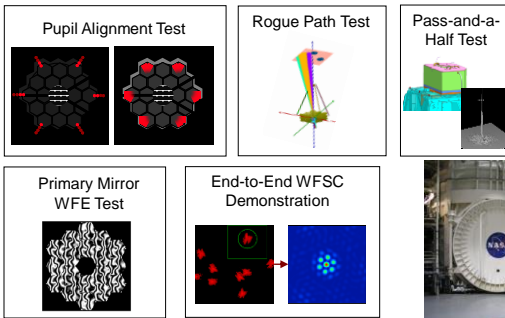 Pupil Alignment Test
Rogue Path Test
Pass-and-a-
Half Test
Primary Mirror
WFE Test
End-to-End WFSC
Demonstration
NASA